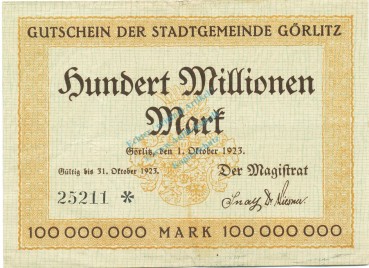 GUTSCHEIN DER STADTGEMEINDE GÖRLITZ
Hundert Millionen
Mark
Görlitz, den 1. Oktober 1923.
Gültig bis 31. Oktober 1923.
Der Magistrat
25211 *
100 000 000 MARK 100 000 000